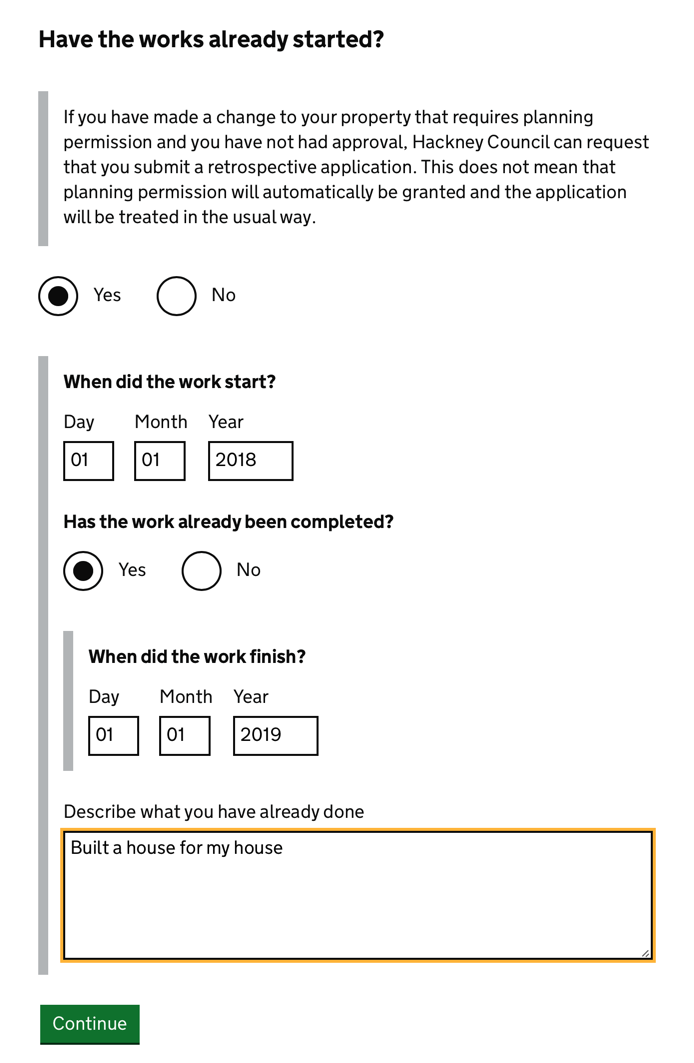 Have the works already started?
If you have made a change to your property that requires planning
permission and you have not had approval, Hackney Council can request
that you submit a retrospective application. This does not mean that
planning permission will automatically be granted and the application
will be treated in the usual way.
Yes No
When did the work start?
Day Month Year
01 01 2018
Has the work already been completed?
Yes No
When did the work finish?
Day Month Year
01 01 2019
Describe what you have already done
Built a house for my house
Continue